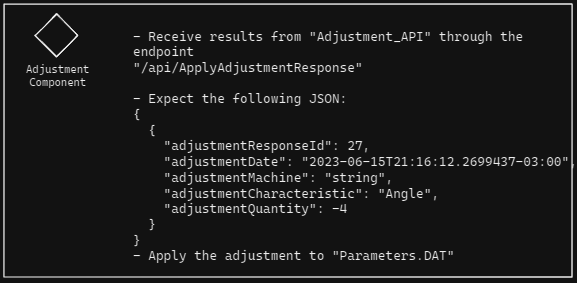 Adjustment
Component
- Receive results from "Adjustment_API" through the
endpoint
"/api/ApplyAdjustmentResponse"
- Expect the following JSON:
{
{
"adjustmentResponseId": 27,
"adjustmentDate": "2023-06-15T21:16:12.2699437-03:00",
"adjustmentMachine": "string",
"adjustmentCharacteristic": "Angle",
"adjustmentQuantity": -4
}
}
- Apply the adjustment to "Parameters.DAT"